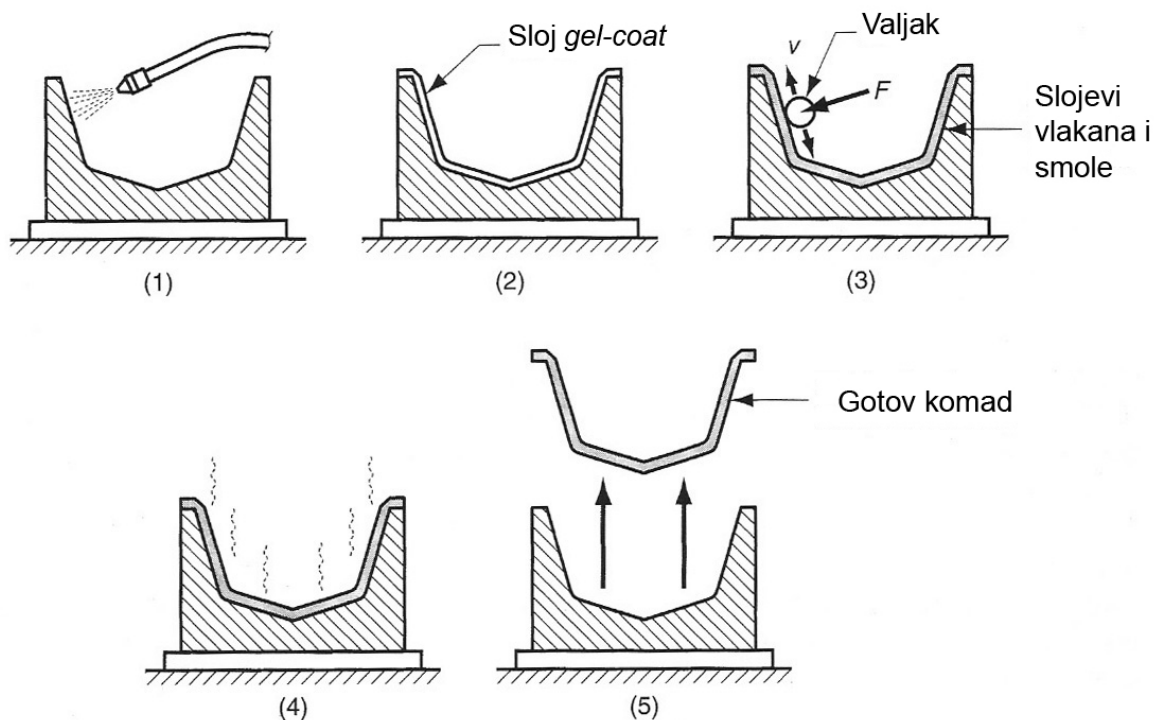 Sloj gel-coat
v
Valjak
F
Slojevi
vlakana i
smole
(1)
(2)
(3)
Gotov komad
(4)
(5)